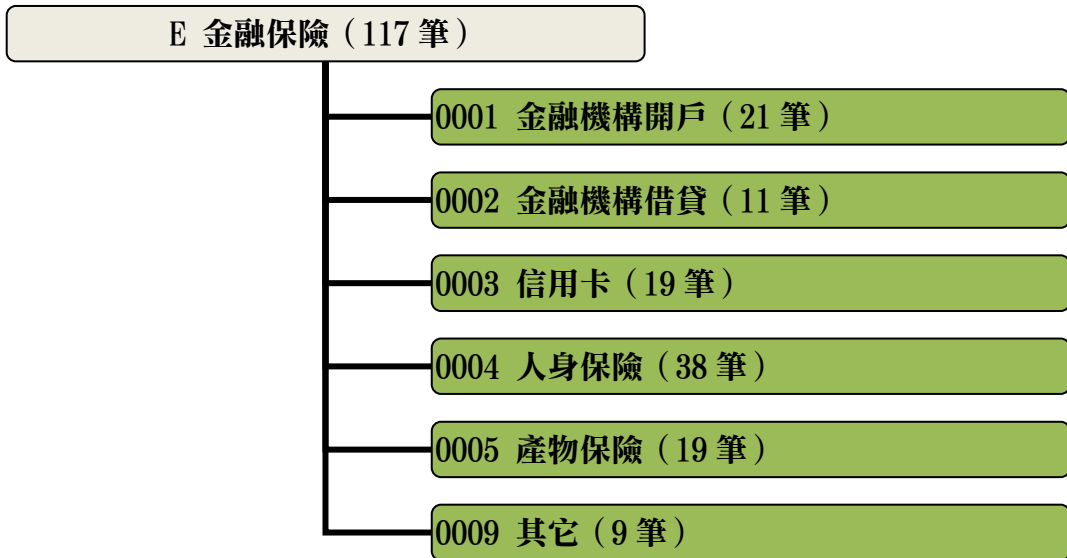 E 金融保險（117 筆）
0001 金融機構開戶（21 筆）
0002 金融機構借貸（11 筆）
0003 信用卡（19 筆）
0004 人身保險（38 筆）
0005 產物保險（19 筆）
0009 其它（9 筆）